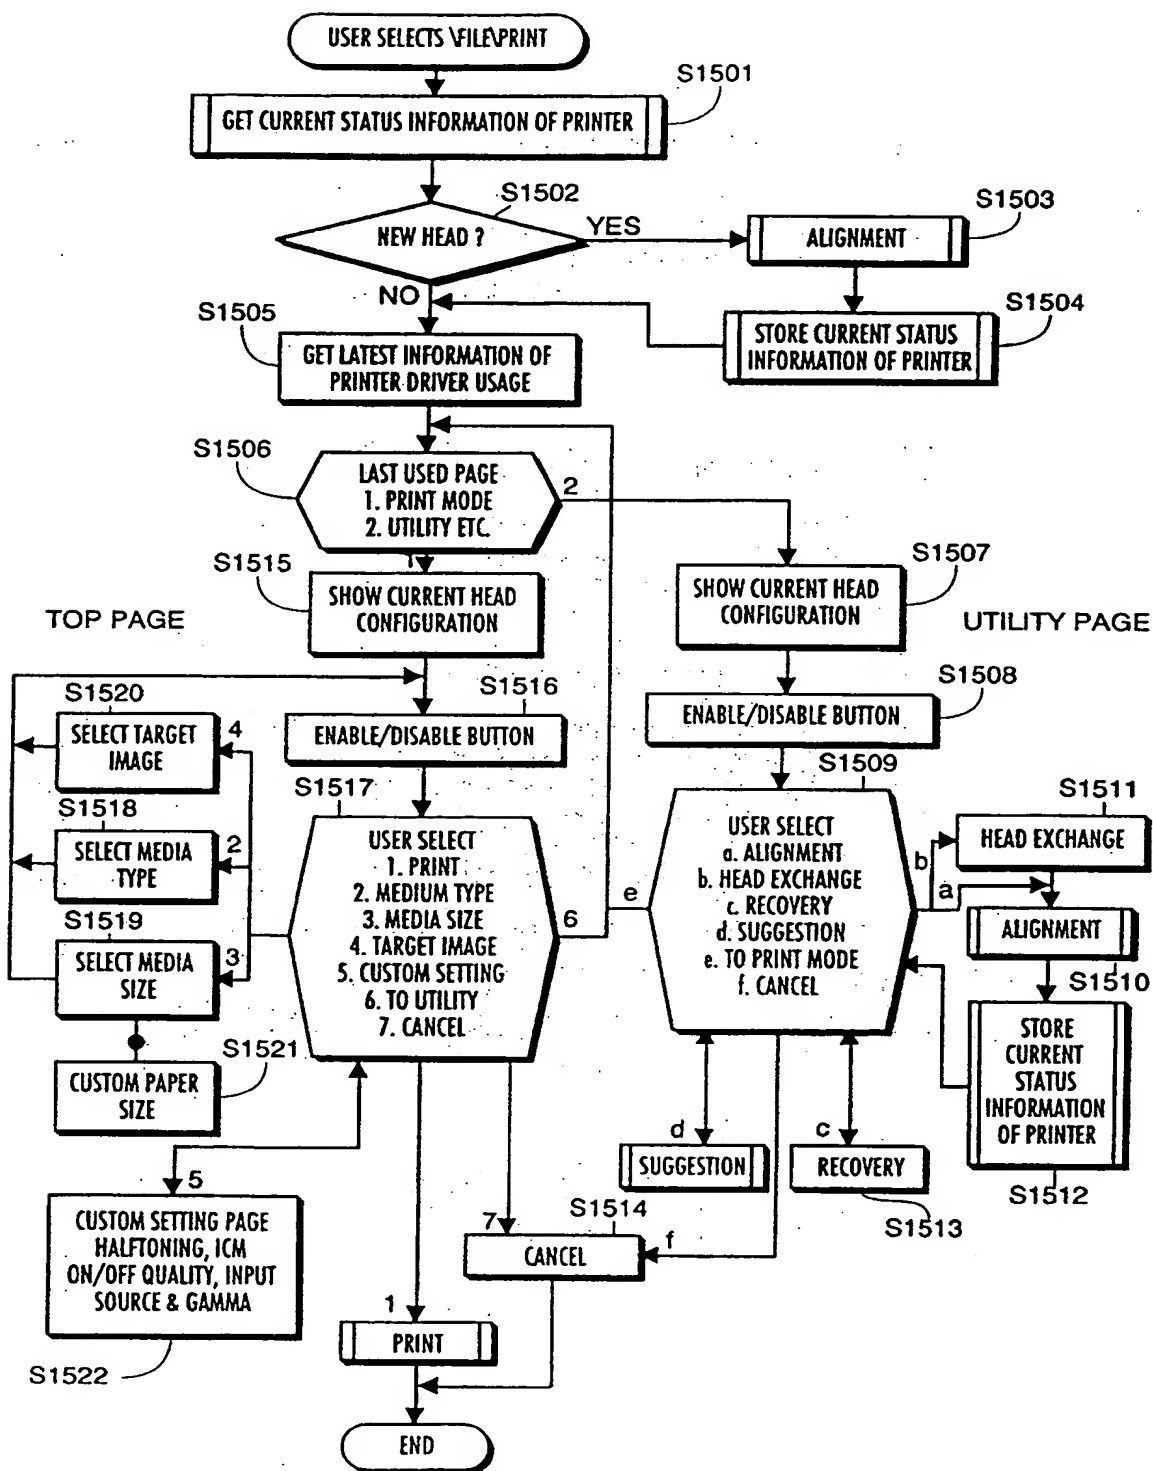 USER SELECTS \FILE\PRINT
S1501
GET CURRENT STATUS INFORMATION OF PRINTER
S1502
NEW HEAD ?
YES
S1503
ALIGNMENT
NO
S1504
STORE CURRENT STATUS
INFORMATION OF PRINTER
S1505
GET LATEST INFORMATION OF
PRINTER DRIVER USAGE
S1506
LAST USED PAGE
1. PRINT MODE
2. UTILITY ETC.
2
1
S1515
SHOW CURRENT HEAD
CONFIGURATION
S1507
SHOW CURRENT HEAD
CONFIGURATION
TOP PAGE
UTILITY PAGE
S1520
SELECT TARGET
IMAGE
4
S1516
ENABLE/DISABLE BUTTON
S1508
ENABLE/DISABLE BUTTON
S1518
SELECT MEDIA
TYPE
2
S1519
SELECT MEDIA
SIZE
3
S1521
CUSTOM PAPER
SIZE
S1517
USER SELECT
1. PRINT
2. MEDIUM TYPE
3. MEDIA SIZE
4. TARGET IMAGE
5. CUSTOM SETTING
6. TO UTILITY
7. CANCEL
6
e
S1509
USER SELECT
a. ALIGNMENT
b. HEAD EXCHANGE
c. RECOVERY
d. SUGGESTION
e. TO PRINT MODE
f. CANCEL
b
a
S1511
HEAD EXCHANGE
ALIGNMENT
S1510
STORE
CURRENT
STATUS
INFORMATION
OF PRINTER
S1512
d
SUGGESTION
c
RECOVERY
S1513
5
CUSTOM SETTING PAGE
HALFTONING, ICM
ON/OFF QUALITY, INPUT
SOURCE & GAMMA
S1522
7
S1514
CANCEL
f
1
PRINT
END